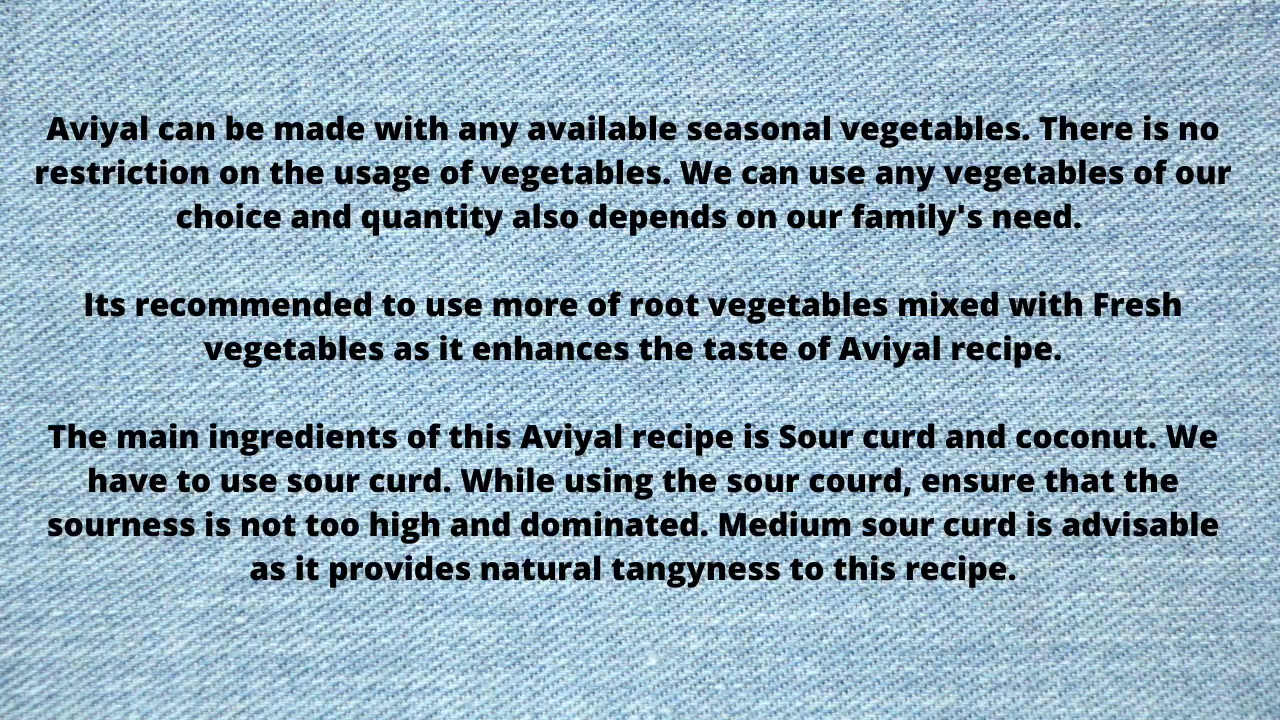 Aviyal can be made with any available seasonal vegetables. There is no
restriction on the usage of vegetables. We can use any vegetables of our
choice and quantity also depends on our family's need.
Its recommended to use more of root vegetables mixed with Fresh
vegetables as it enhances the taste of Aviyal recipe.
The main ingredients of this Aviyal recipe is Sour curd and coconut. We
have to use sour curd. While using the sour courd, ensure that the
sourness is not too high and dominated. Medium sour curd is advisable
as it provides natural tangyness to this recipe.